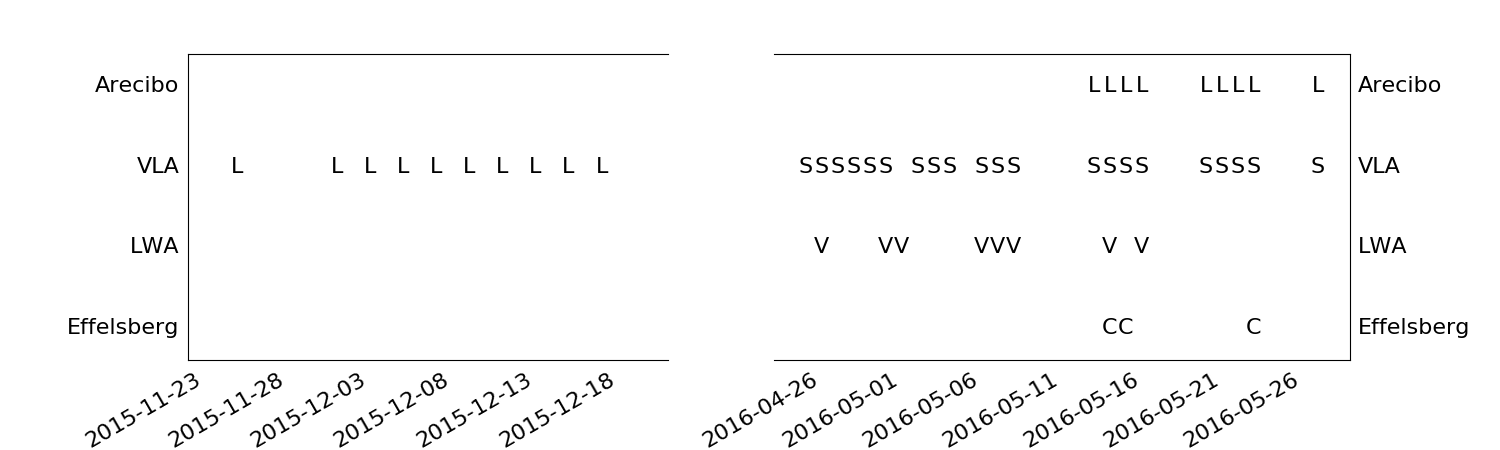 Arecibo LLLL LLLL L Arecibo
VLA L L L L L L L L L L SSSSSS SSS SSS SSSS SSSS S VLA
LWA V VV VVV V V LWA
Effelsberg CC C Effelsberg
2015-11-23 2015-11-28 2015-12-03 2015-12-08 2015-12-13 2015-12-18 2016-04-26 2016-05-01 2016-05-06 2016-05-11 2016-05-16 2016-05-21 2016-05-26